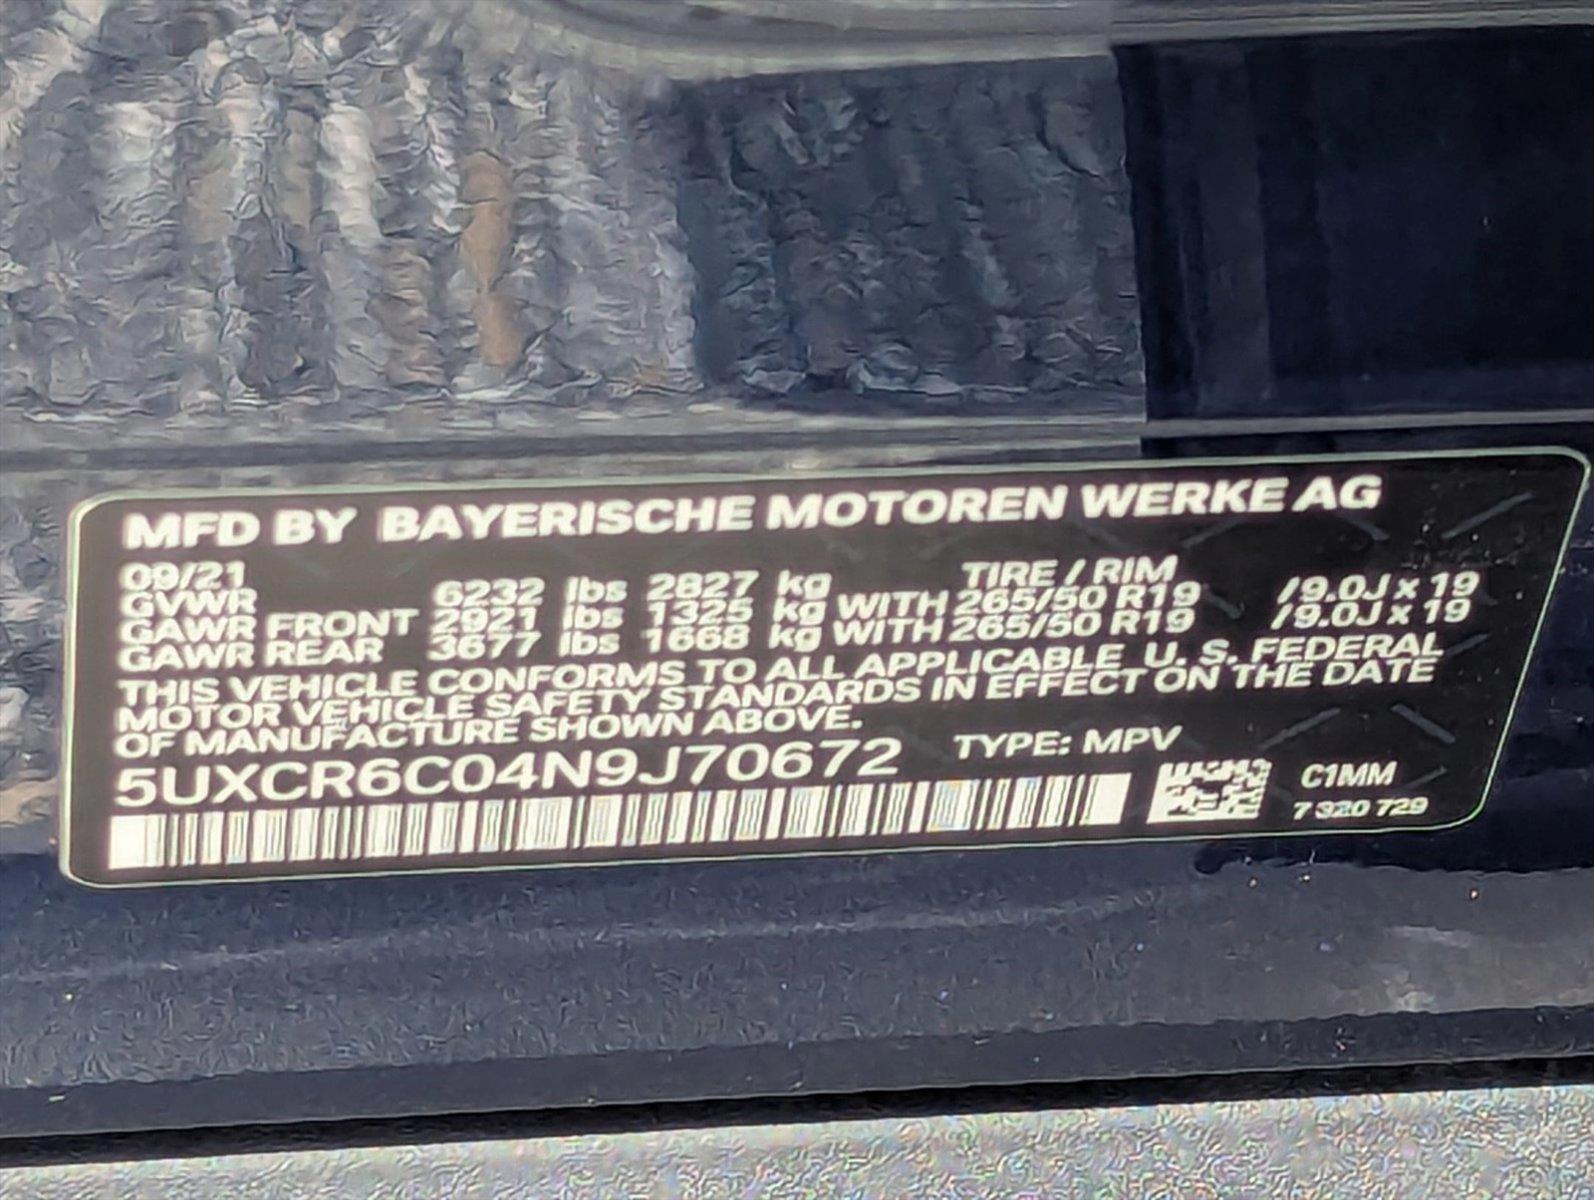 MFD BY BAYERISCHE MOTOREN WERKE AG
09/21 TIRE / RIM
GVWR 6232 lbs 2827 kg
GAWR FRONT 2921 lbs 1325 kg WITH 265/50 R19 /9.0J x 19
GAWR REAR 3677 lbs 1668 kg WITH 265/50 R19 /9.0J x 19
THIS VEHICLE CONFORMS TO ALL APPLICABLE U. S. FEDERAL
MOTOR VEHICLE SAFETY STANDARDS IN EFFECT ON THE DATE
OF MANUFACTURE SHOWN ABOVE.
5UXCR6C04N9J70672 TYPE: MPV
C1MM
7 320 729